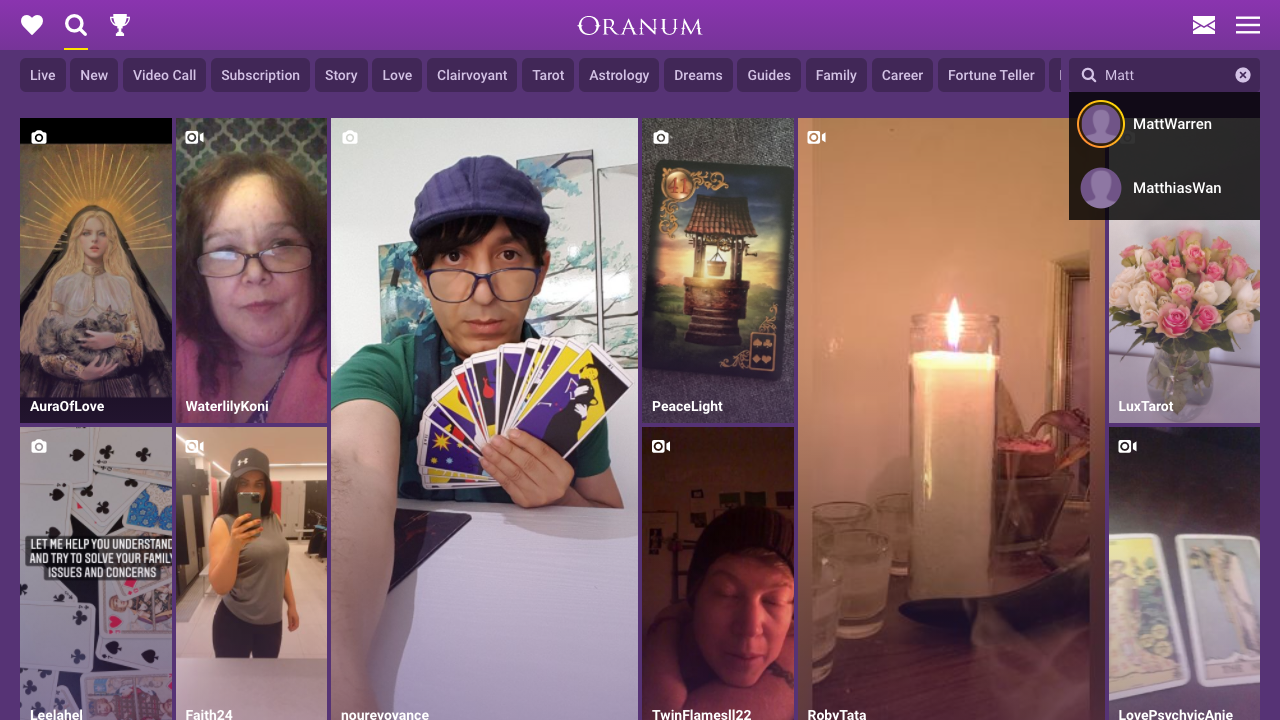 ORANUM
Live
New
Video Call
Subscription
Story
Love
Clairvoyant
Tarot
Astrology
Dreams
Guides
Family
Career
Fortune Teller
Matt
MattWarren
MatthiasWan
41
AuraOfLove
WaterlilyKoni
PeaceLight
LuxTarot
LET ME HELP YOU UNDERSTAND
AND TRY TO SOLVE YOUR FAMILY
ISSUES AND CONCERNS
Leelahel
Faith24
nourevoyance
TwinFlamesll22
RobyTata
LovePsychyicAnie